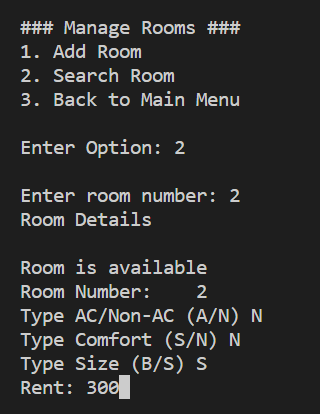 ### Manage Rooms ###
1. Add Room
2. Search Room
3. Back to Main Menu
Enter Option: 2
Enter room number: 2
Room Details
Room is available
Room Number:    2
Type AC/Non-AC (A/N) N
Type Comfort (S/N) N
Type Size (B/S) S
Rent: 300